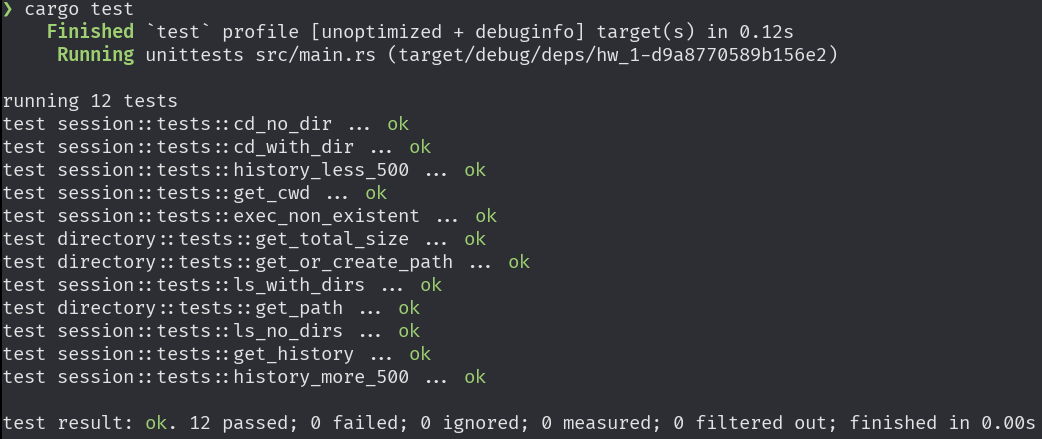 ❯ cargo test
    Finished `test` profile [unoptimized + debuginfo] target(s) in 0.12s
     Running unittests src/main.rs (target/debug/deps/hw_1-d9a8770589b156e2)
running 12 tests
test session::tests::cd_no_dir ... ok
test session::tests::cd_with_dir ... ok
test session::tests::history_less_500 ... ok
test session::tests::get_cwd ... ok
test session::tests::exec_non_existent ... ok
test directory::tests::get_total_size ... ok
test directory::tests::get_or_create_path ... ok
test session::tests::ls_with_dirs ... ok
test directory::tests::get_path ... ok
test session::tests::ls_no_dirs ... ok
test session::tests::get_history ... ok
test session::tests::history_more_500 ... ok
test result: ok. 12 passed; 0 failed; 0 ignored; 0 measured; 0 filtered out; finished in 0.00s